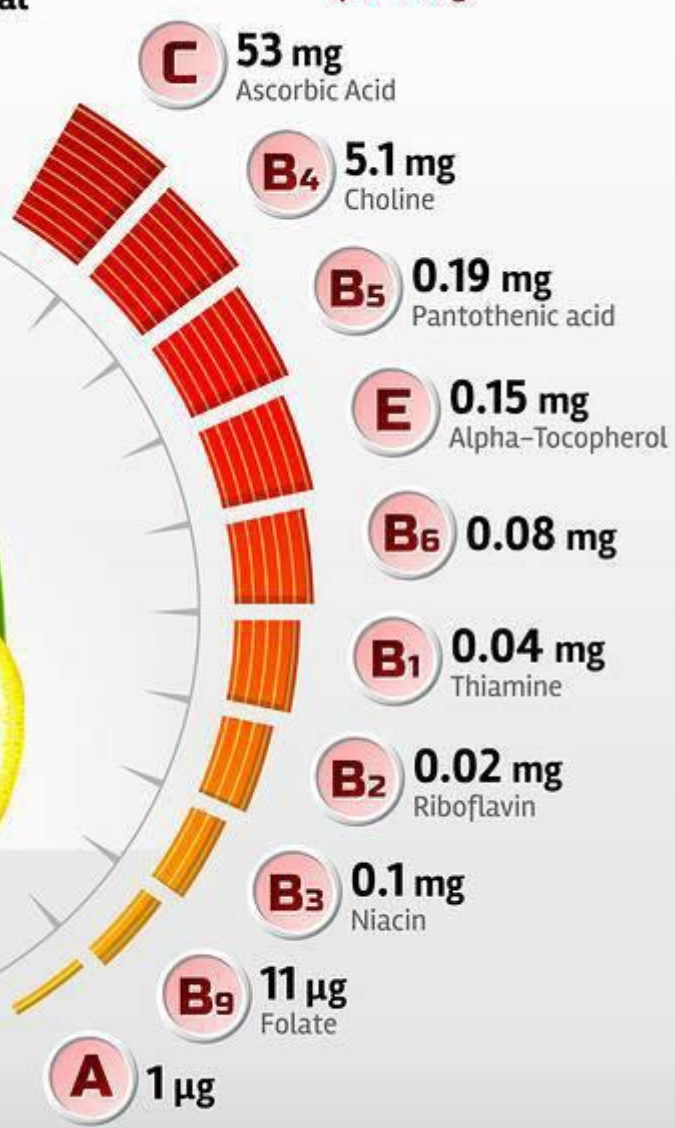 C 53 mg
Ascorbic Acid
B4 5.1 mg
Choline
B5 0.19 mg
Pantothenic acid
E 0.15 mg
Alpha-Tocopherol
B6 0.08 mg
B1 0.04 mg
Thiamine
B2 0.02 mg
Riboflavin
B3 0.1 mg
Niacin
B9 11 µg
Folate
A 1 µg